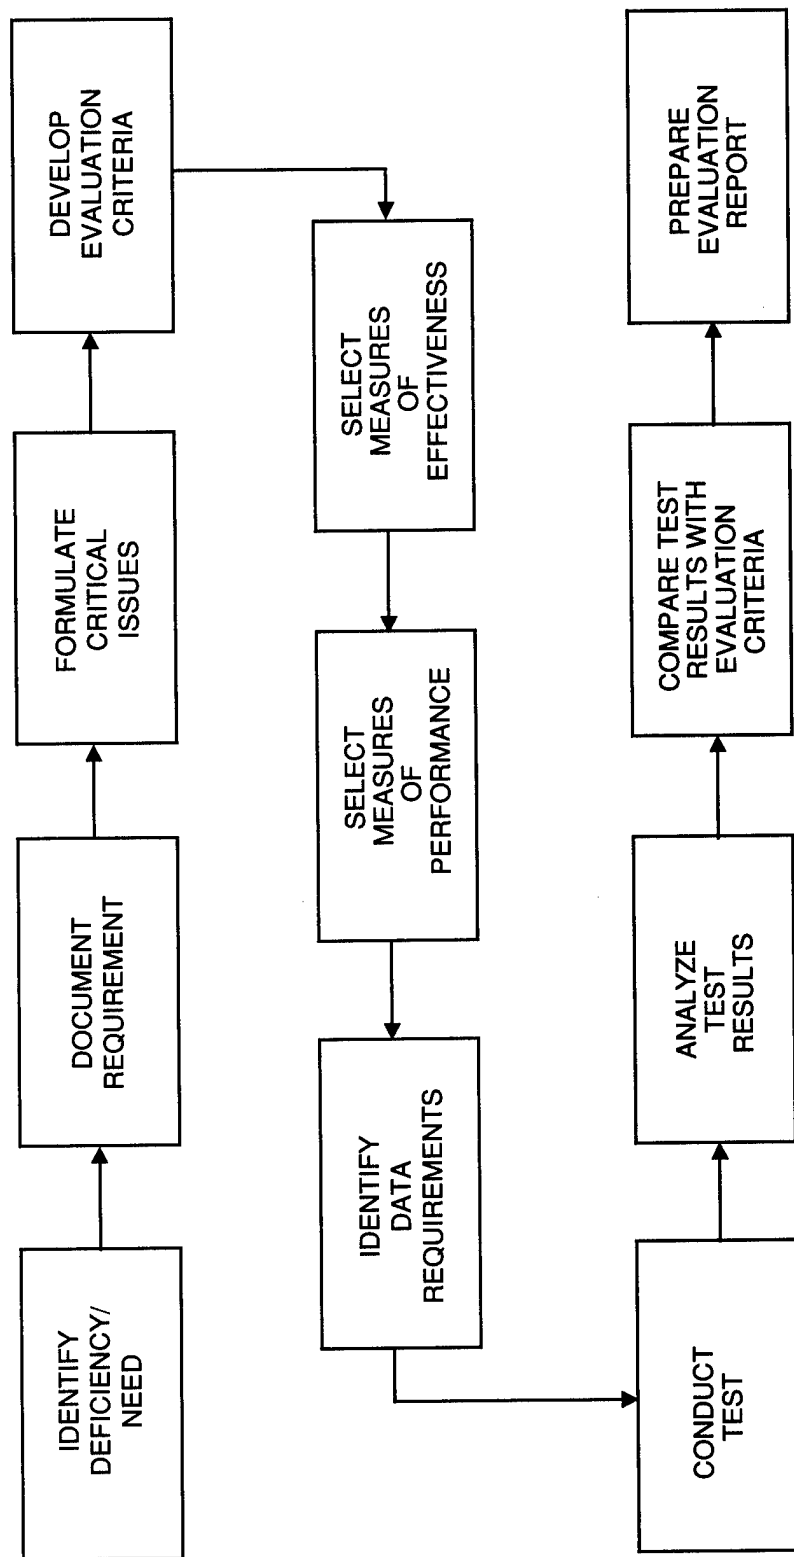 IDENTIFY
DEFICIENCY/
NEED
DOCUMENT
REQUIREMENT
FORMULATE
CRITICAL
ISSUES
DEVELOP
EVALUATION
CRITERIA
SELECT
MEASURES
OF
EFFECTIVENESS
SELECT
MEASURES
OF
PERFORMANCE
IDENTIFY
DATA
REQUIREMENTS
CONDUCT
TEST
ANALYZE
TEST
RESULTS
COMPARE TEST
RESULTS WITH
EVALUATION
CRITERIA
PREPARE
EVALUATION
REPORT